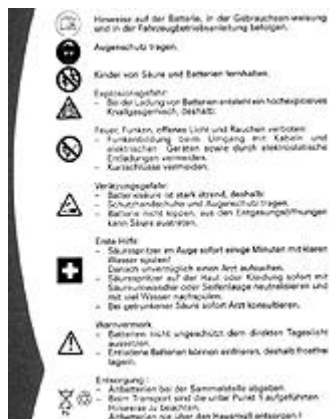 Hinweise auf der Batterie, in der Gebrauchsanweisung
und in der Fahrzeugbetriebsanleitung befolgen.
Augenschutz tragen.
Kinder von Säure und Batterien fernhalten.
Explosionsgefahr:
- Bei der Ladung von Batterien entsteht ein hochexplosives
Knallgasgemisch, deshalb:
Feuer, Funken, offenes Licht und Rauchen verboten:
- Funkenbildung beim Umgang mit Kabeln und
elektrischen Geräten sowie durch elektrostatische
Entladungen vermeiden.
- Kurzschlüsse vermeiden.
Verätzungsgefahr:
- Batteriesäure ist stark ätzend, deshalb:
- Schutzhandschuhe und Augenschutz tragen.
- Batterie nicht kippen, aus den Entgasungsöffnungen
kann Säure austreten.
Erste Hilfe:
- Säurespritzer im Auge sofort einige Minuten mit klarem
Wasser spülen!
Danach unverzüglich einen Arzt aufsuchen.
- Säurespritzer auf der Haut oder Kleidung sofort mit
Säureumwandler oder Seifenlauge neutralisieren und
mit viel Wasser nachspülen.
- Bei getrunkener Säure sofort Arzt konsultieren.
Warnvermerk:
- Batterien nicht ungeschützt dem direkten Tageslicht
aussetzen.
- Entladene Batterien können einfrieren, deshalb frostfrei
lagern.
Entsorgung:
- Altbatterien bei der Sammelstelle abgeben.
- Beim Transport sind die unter Punkt 1 aufgeführten
Hinweise zu beachten.
- Altbatterien nie über den Hausmüll entsorgen!
Pb